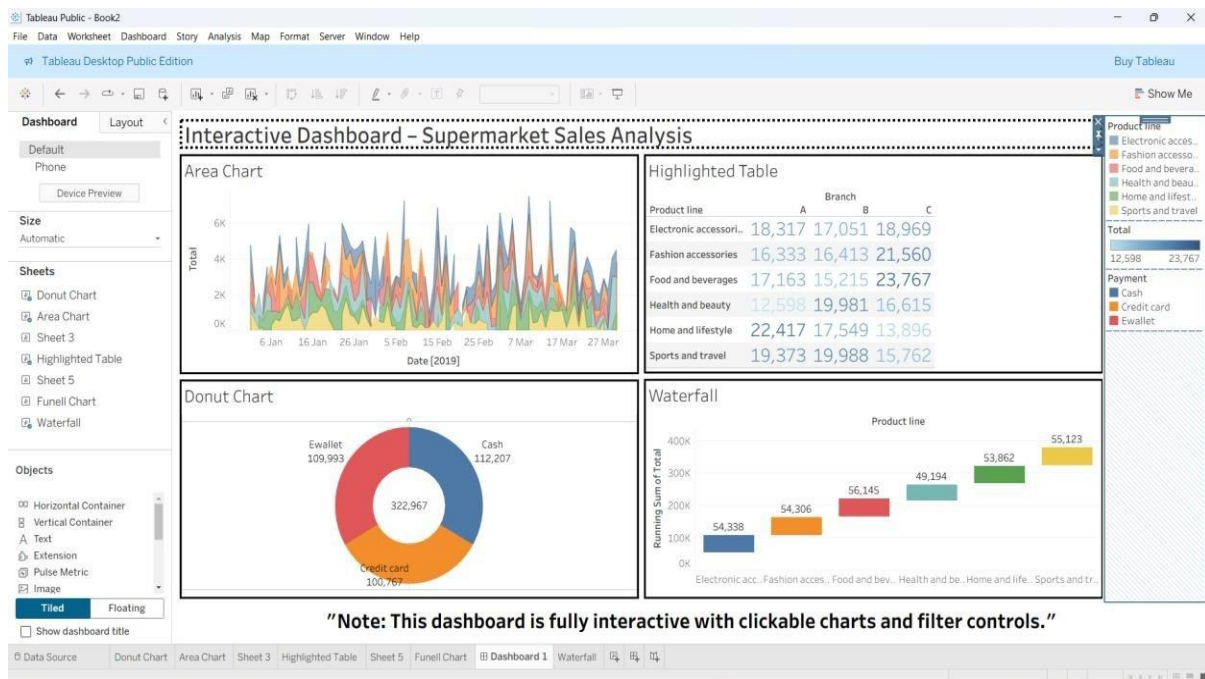 Tableau Public - Book2
File Data Worksheet Dashboard Story Analysis Map Format Server Window Help
Tableau Desktop Public Edition
Buy Tableau
Show Me
Dashboard Layout
Default
Phone
Device Preview
Size
Automatic
Sheets
Donut Chart
Area Chart
Sheet 3
Highlighted Table
Sheet 5
Funell Chart
Waterfall
Objects
Horizontal Container
Vertical Container
Text
Extension
Pulse Metric
Image
Tiled Floating
Show dashboard title
Interactive Dashboard – Supermarket Sales Analysis
Area Chart
Total
6K
4K
2K
0K
6 Jan 16 Jan 26 Jan 5 Feb 15 Feb 25 Feb 7 Mar 17 Mar 27 Mar
Date [2019]
Highlighted Table
Branch
Product line A B C
Electronic accessori.. 18,317 17,051 18,969
Fashion accessories 16,333 16,413 21,560
Food and beverages 17,163 15,215 23,767
Health and beauty 12,598 19,981 16,615
Home and lifestyle 22,417 17,549 13,896
Sports and travel 19,373 19,988 15,762
Donut Chart
Ewallet
109,993
Cash
112,207
322,967
Credit card
100,767
Waterfall
Product line
Running Sum of Total
400K
300K
200K
100K
0K
54,338
54,306
56,145
49,194
53,862
55,123
Electronic acc.. Fashion acces.. Food and bev.. Health and be.. Home and life.. Sports and tr..
Product line
Electronic acces..
Fashion accesso..
Food and bevera..
Health and beau..
Home and lifest..
Sports and travel
Total
12,598 23,767
Payment
Cash
Credit card
Ewallet
"Note: This dashboard is fully interactive with clickable charts and filter controls."
Data Source Donut Chart Area Chart Sheet 3 Highlighted Table Sheet 5 Funell Chart Dashboard 1 Waterfall